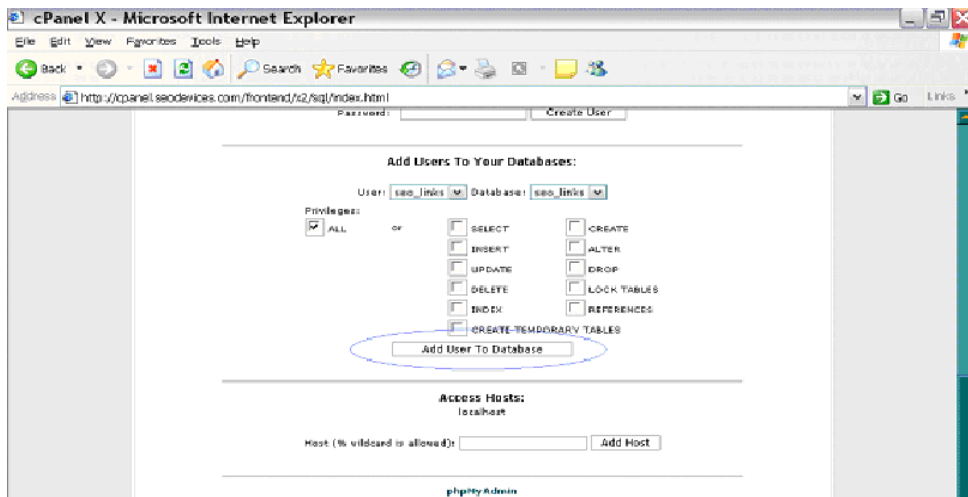 cPanel X - Microsoft Internet Explorer
File Edit View Favorites Tools Help
Back Search Favorites
Address http://cpanel.seodevices.com/frontend/x2/sql/index.html Go Links
Password: Create User
Add Users To Your Databases:
User: seo_links Database: seo_links
Privileges:
ALL or SELECT CREATE
INSERT ALTER
UPDATE DROP
DELETE LOCK TABLES
INDEX REFERENCES
CREATE TEMPORARY TABLES
Add User To Database
Access Hosts:
localhost
Host (% wildcard is allowed): Add Host
phpMyAdmin